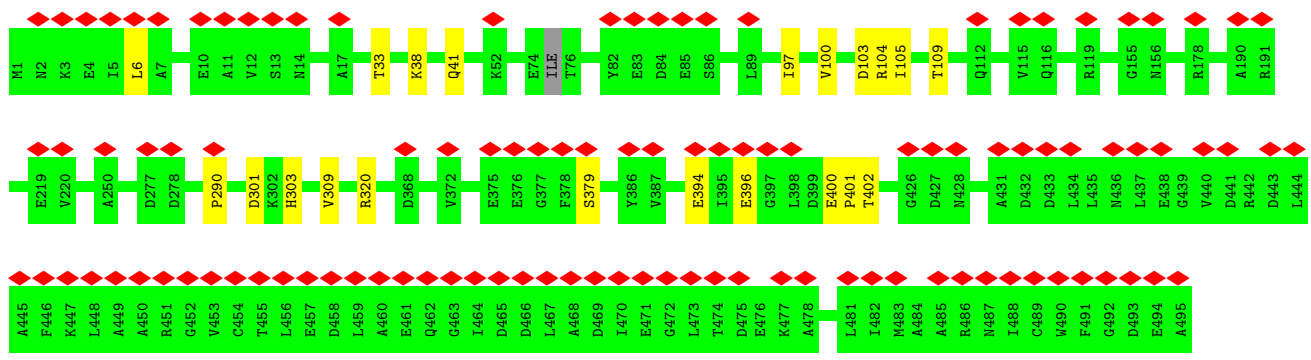 M1 N2 K3 E4 I5 L6 A7 E10 A11 V12 S13 N14 A17 T33 K38 Q41 K52 E74 ILE T76 Y82 E83 D84 E85 S86 L89 I97 V100 D103 R104 I105 T109 Q112 V115 Q116 R119 G155 N156 R178 A190 R191
E219 V220 A250 D277 D278 P290 D301 K302 H303 V309 R320 D368 V372 E375 E376 G377 F378 S379 Y386 V387 E394 I395 E396 G397 L398 D399 E400 P401 T402 G426 D427 N428 A431 D432 D433 L434 L435 N436 L437 E438 G439 V440 D441 R442 D443 L444
A445 F446 K447 L448 A449 A450 R451 G452 V453 C454 T455 L456 E457 D458 L459 A460 E461 Q462 G463 I464 D465 D466 L467 A468 D469 I470 E471 G472 L473 T474 D475 E476 K477 A478 L481 I482 M483 A484 A485 R486 N487 I488 C489 W490 F491 G492 D493 E494 A495